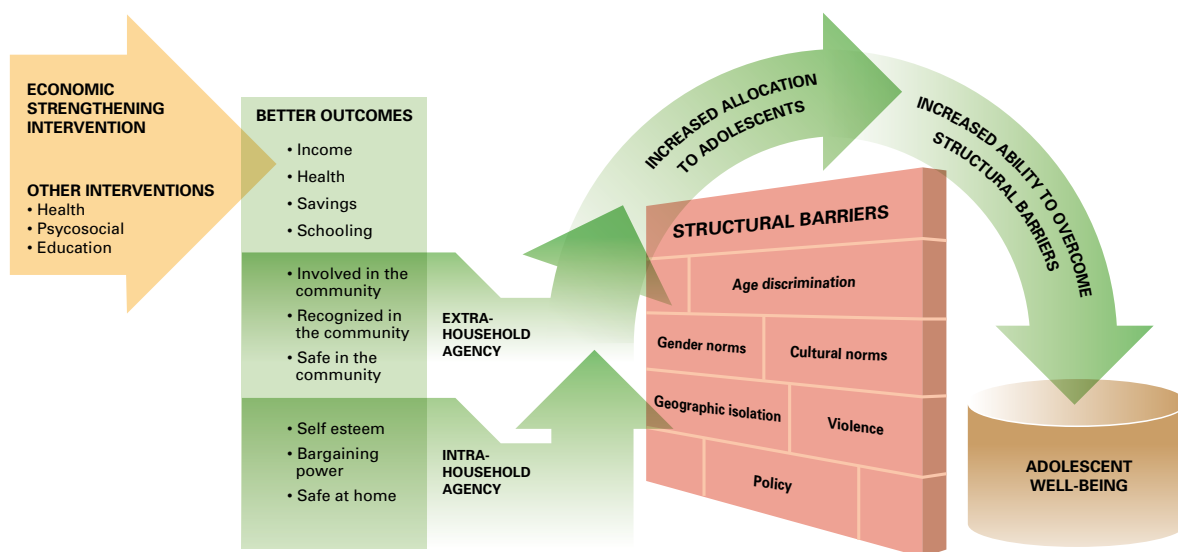 ECONOMIC
STRENGTHENING
INTERVENTION
OTHER INTERVENTIONS
• Health
• Psycosocial
• Education
BETTER OUTCOMES
• Income
• Health
• Savings
• Schooling
• Involved in the
community
• Recognized in
the community
• Safe in the
community
• Self esteem
• Bargaining
power
• Safe at home
EXTRA-
HOUSEHOLD
AGENCY
INTRA-
HOUSEHOLD
AGENCY
INCREASED ALLOCATION
TO ADOLESCENTS
STRUCTURAL BARRIERS
Age discrimination
Gender norms
Cultural norms
Geographic isolation
Violence
Policy
INCREASED ABILITY TO OVERCOME
STRUCTURAL BARRIERS
ADOLESCENT
WELL-BEING